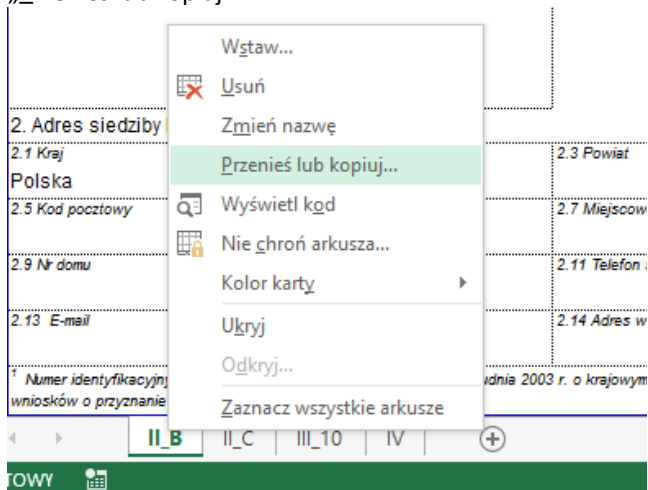 Wstaw...
Usuń
2. Adres siedziby
Zmień nazwę
2.1 Kraj
Przenieś lub kopiuj...
2.3 Powiat
Polska
2.5 Kod pocztowy
Wyświetl kod
2.7 Miejscow
Nie chroń arkusza...
2.9 Nr domu
2.11 Telefon
Kolor karty
2.13 E-mail
Ukryj
2.14 Adres w
Odkryj...
1 Numer identyfikacyjn
udnia 2003 r. o krajowym
wniosków o przyznanie
Zaznacz wszystkie arkusze
II_B II_C III_10 IV
TOWY